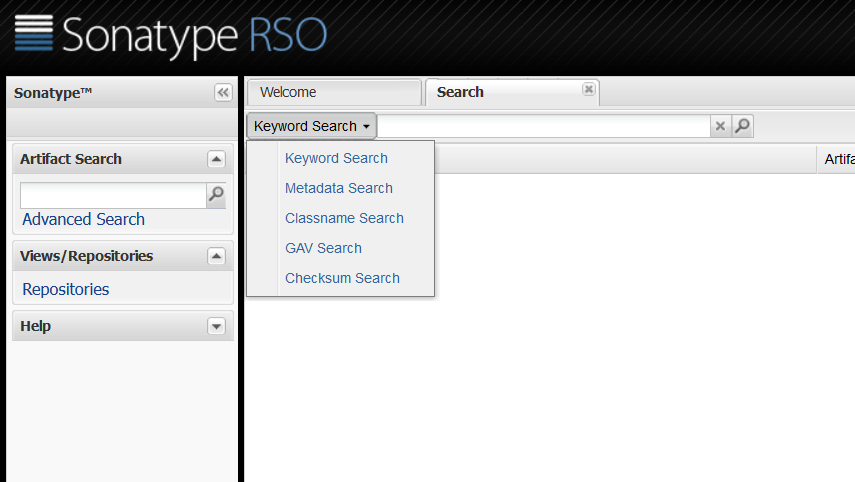 Sonatype RSO
Sonatype™
Welcome
Search
Keyword Search
Artifact Search
Advanced Search
Views/Repositories
Repositories
Help
Keyword Search
Metadata Search
Classname Search
GAV Search
Checksum Search
Artifa